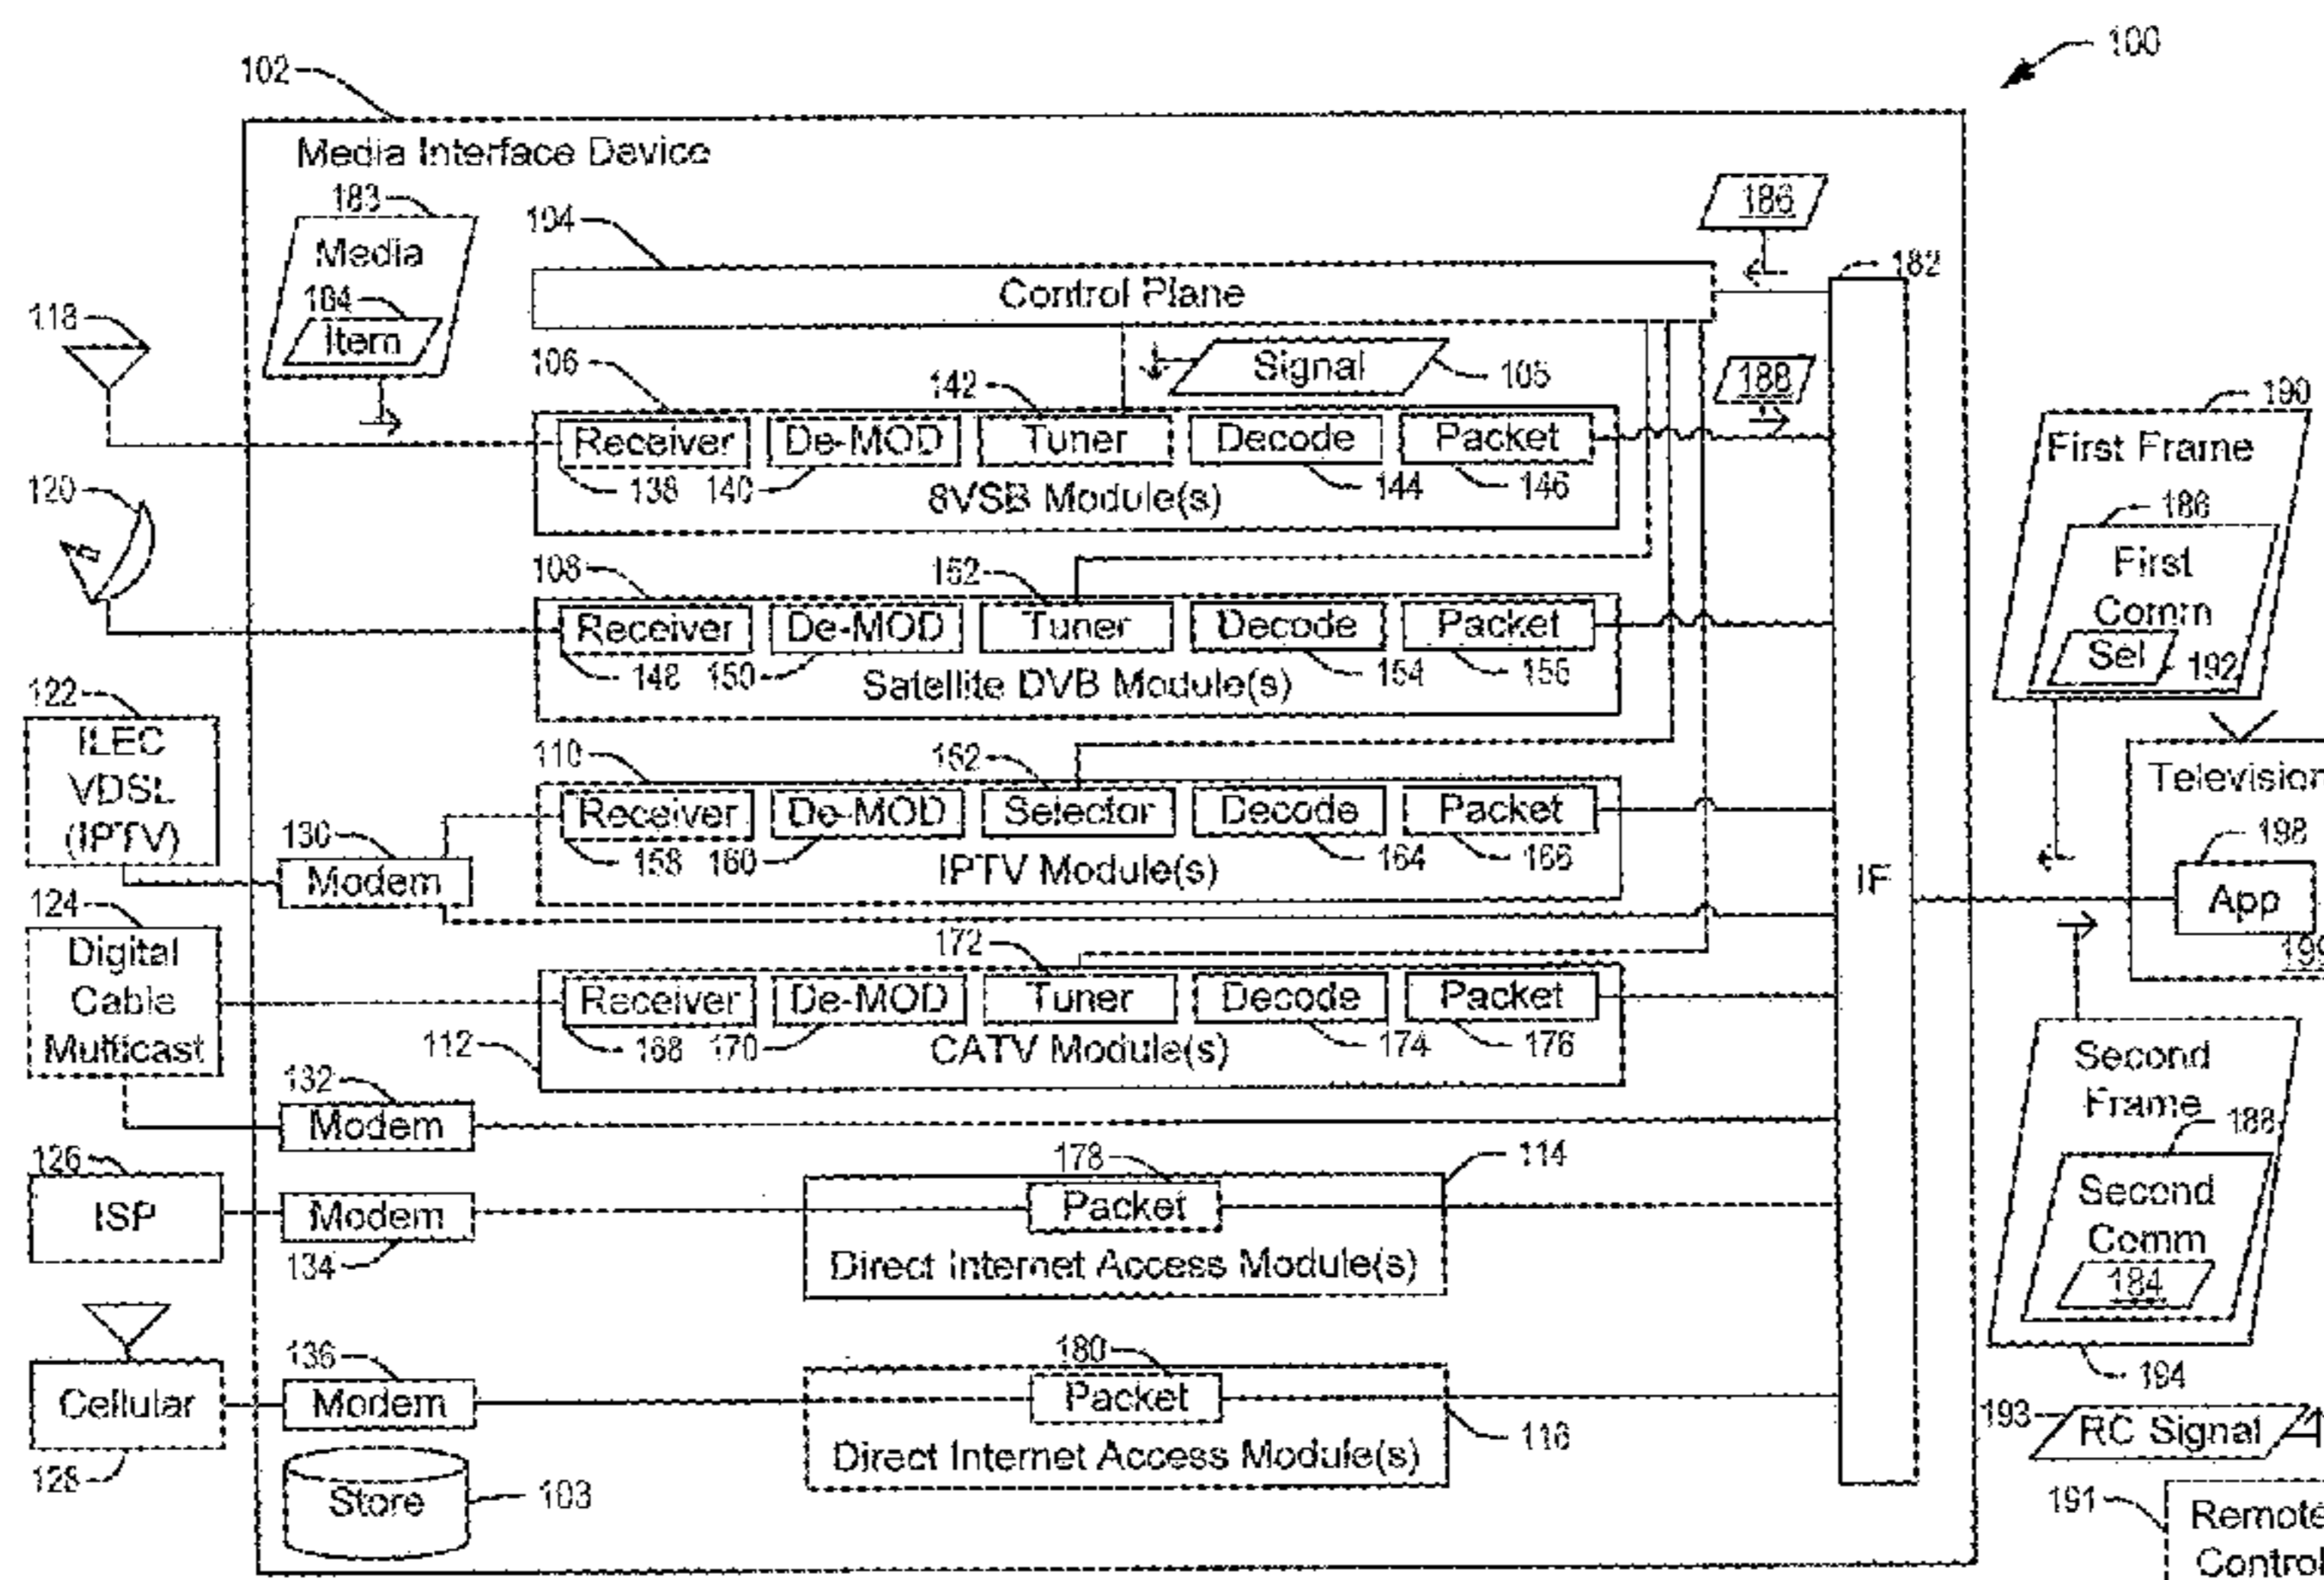 100
102
Media Interface Device
183
Media
184
Item
104
Control Plane
186
182
118
106
142
Signal
105
188
190
First Frame
Receiver De-MOD Tuner Decode Packet
138 140 144 146
8VSB Module(s)
186
First
Comm
Sel
192
120
108
152
Receiver De-MOD Tuner Decode Packet
148 150 154 156
Satellite DVB Module(s)
122
ILEC
VDSL
(IPTV)
110
162
Receiver De-MOD Selector Decode Packet
158 160 164 166
IPTV Module(s)
130
Modem
IF
Television
198
App
199
124
Digital
Cable
Multicast
172
Receiver De-MOD Tuner Decode Packet
168 170 174 176
CATV Module(s)
112
132
Modem
Second
Frame
188
Second
Comm
184
194
126
ISP
Modem
134
178
Packet
114
Direct Internet Access Module(s)
136
Cellular
128
Modem
180
Packet
116
Direct Internet Access Module(s)
193
RC Signal
Store
103
191
Remote
Control